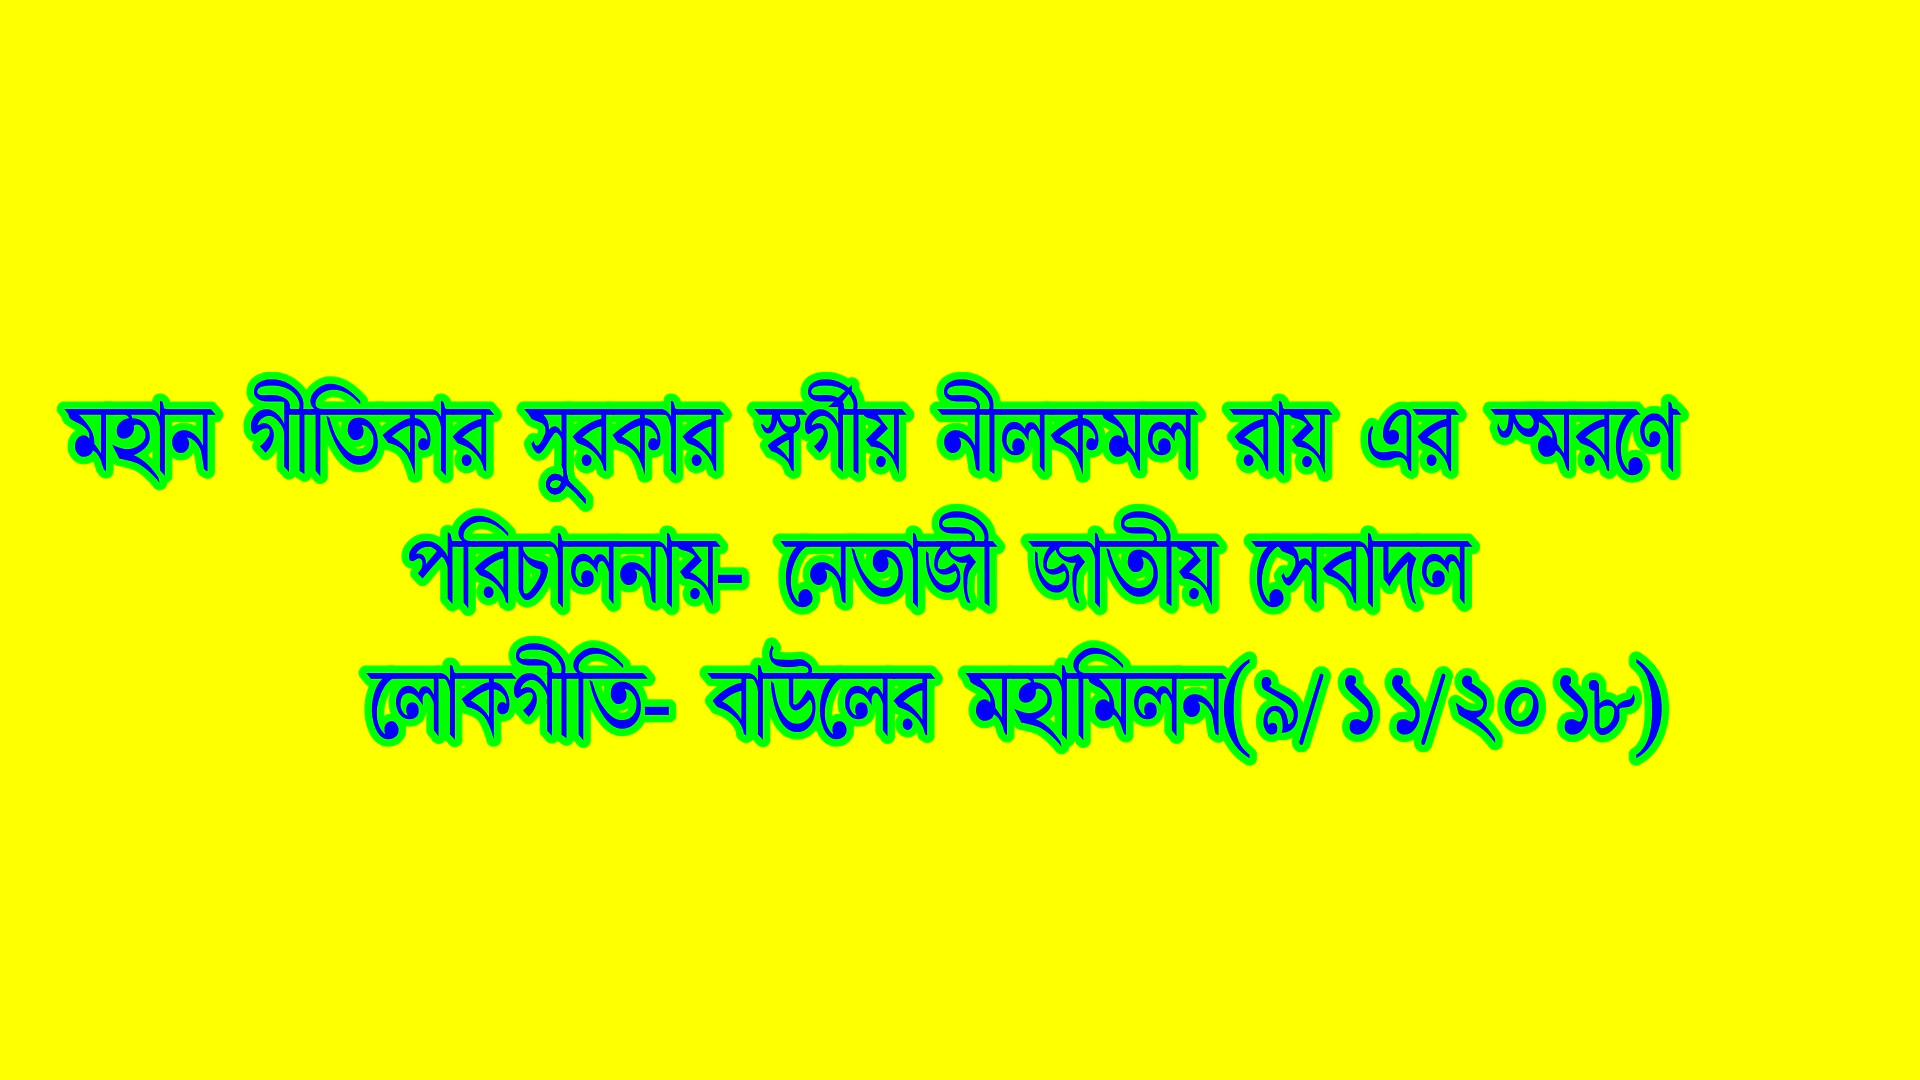 মহান গীতিকার সুরকার স্বর্গীয় নীলকমল রায় এর স্মরণে
পরিচালনায়- নেতাজী জাতীয় সেবাদল
লোকগীতি- বাউলের মহামিলন(৯/১১/২০১৮)